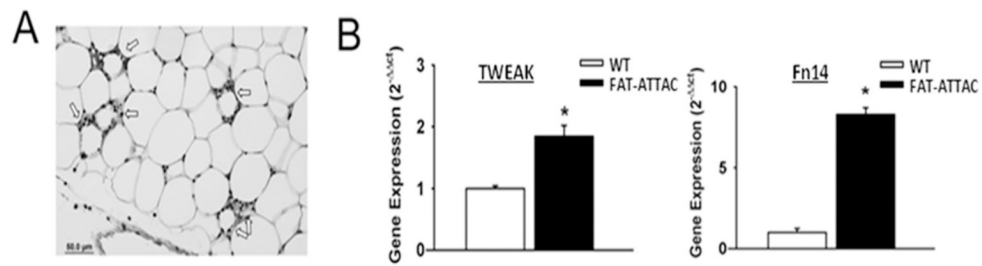 A
50.0 µm
B
Gene Expression (2^-ΔΔct)
3
2
1
0
TWEAK
WT
FAT-ATTAC
*
Gene Expression (2^-ΔΔct)
10
5
0
Fn14
WT
FAT-ATTAC
*